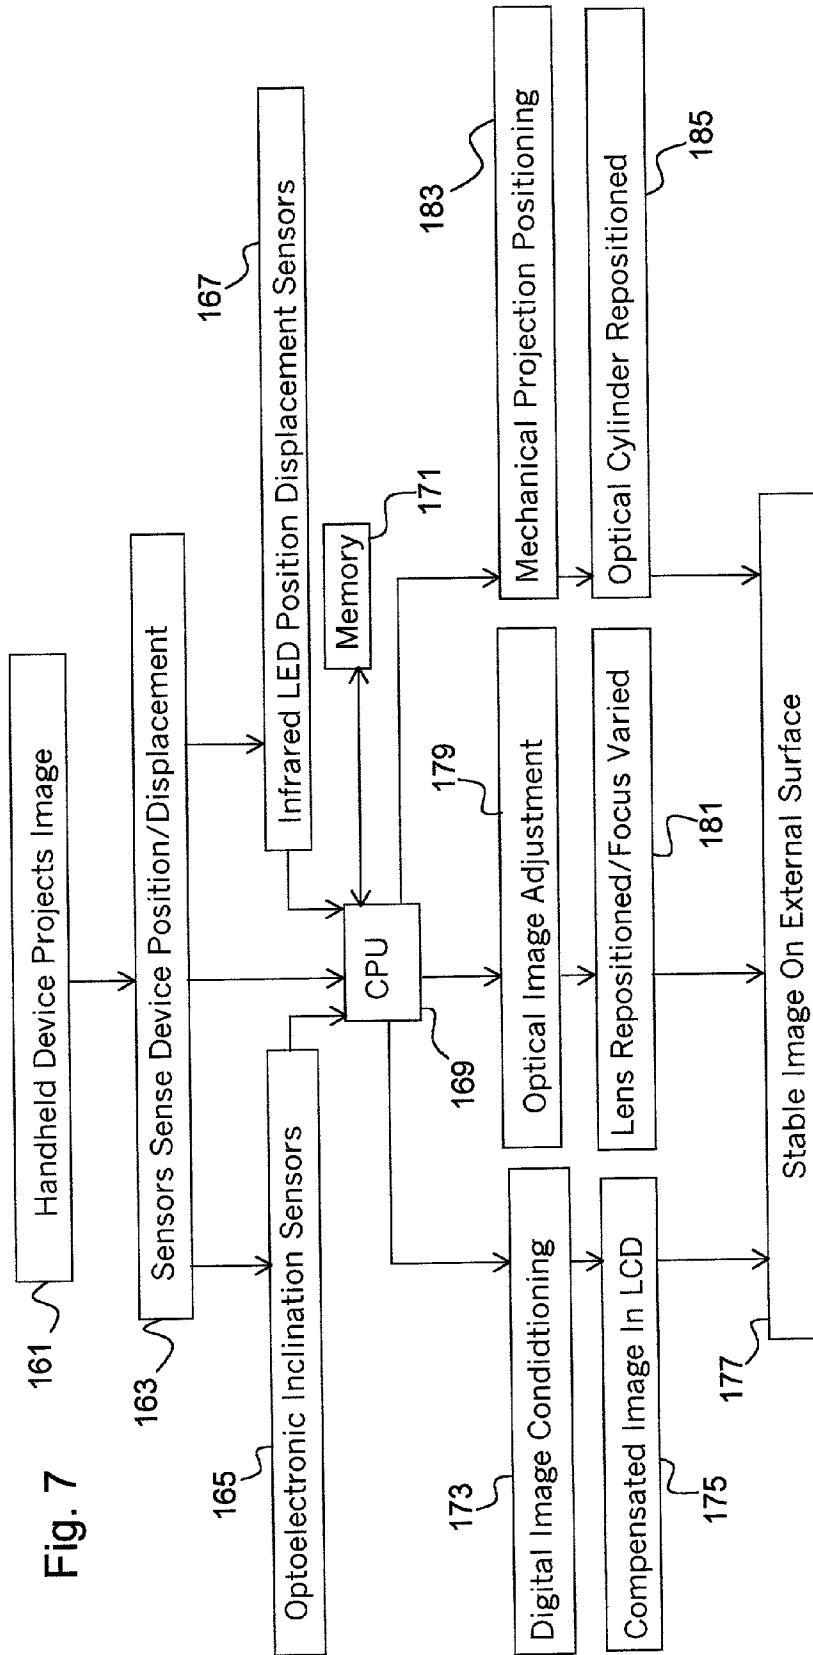 Fig. 7
161
Handheld Device Projects Image
163
Sensors Sense Device Position/Displacement
165
Optoelectronic Inclination Sensors
Infrared LED Position Displacement Sensors
167
CPU
169
Memory
171
173
Digital Image Condidtioning
Optical Image Adjustment
179
Mechanical Projection Positioning
183
Compensated Image In LCD
175
Lens Repositioned/Focus Varied
181
Optical Cylinder Repositioned
185
177
Stable Image On External Surface